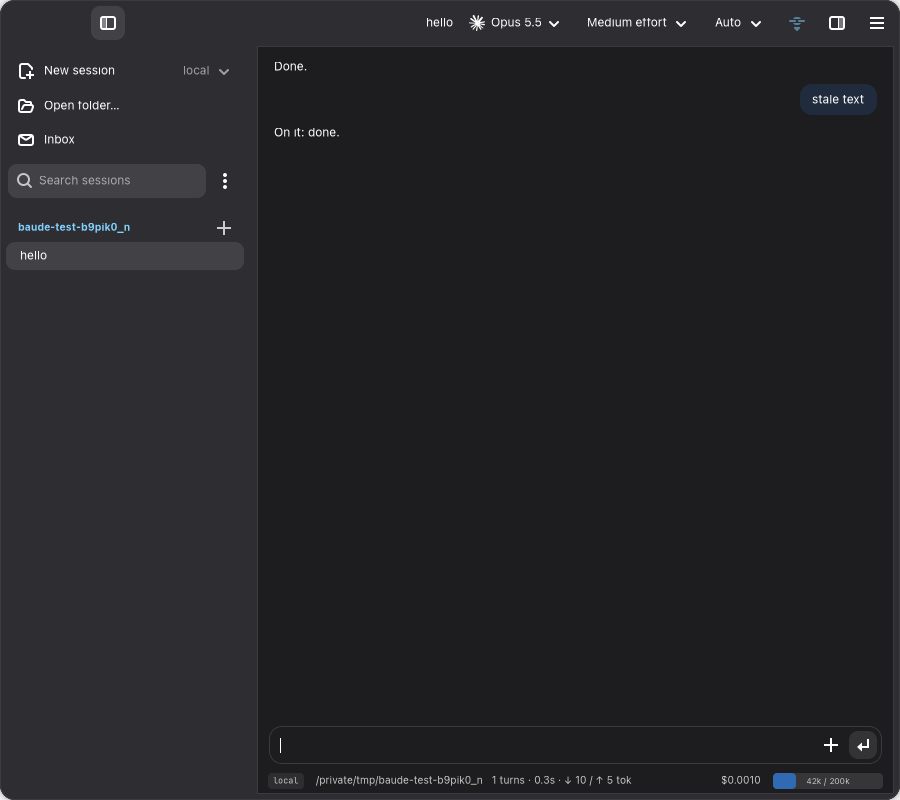 hello Opus 5.5 Medium effort Auto
New session local
Open folder...
Inbox
Search sessions
baude-test-b9pik0_n
hello
Done.
stale text
On it: done.
local /private/tmp/baude-test-b9pik0_n 1 turns · 0.3s · ↓ 10 / ↑ 5 tok $0.0010 42k / 200k